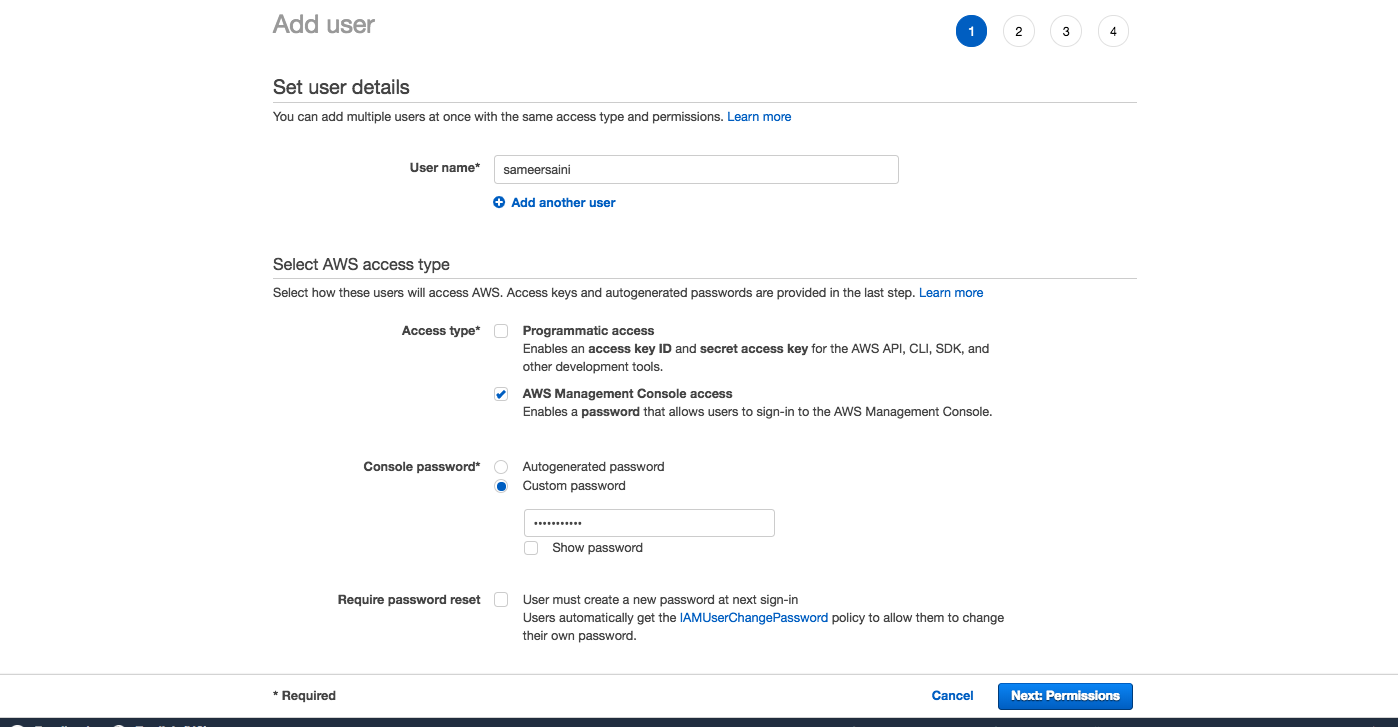 Add user
1 2 3 4
Set user details
You can add multiple users at once with the same access type and permissions. Learn more
User name* sameersaini
Add another user
Select AWS access type
Select how these users will access AWS. Access keys and autogenerated passwords are provided in the last step. Learn more
Access type* Programmatic access
Enables an access key ID and secret access key for the AWS API, CLI, SDK, and
other development tools.
AWS Management Console access
Enables a password that allows users to sign-in to the AWS Management Console.
Console password* Autogenerated password
Custom password
•••••••••••
Show password
Require password reset User must create a new password at next sign-in
Users automatically get the IAMUserChangePassword policy to allow them to change
their own password.
* Required Cancel Next: Permissions